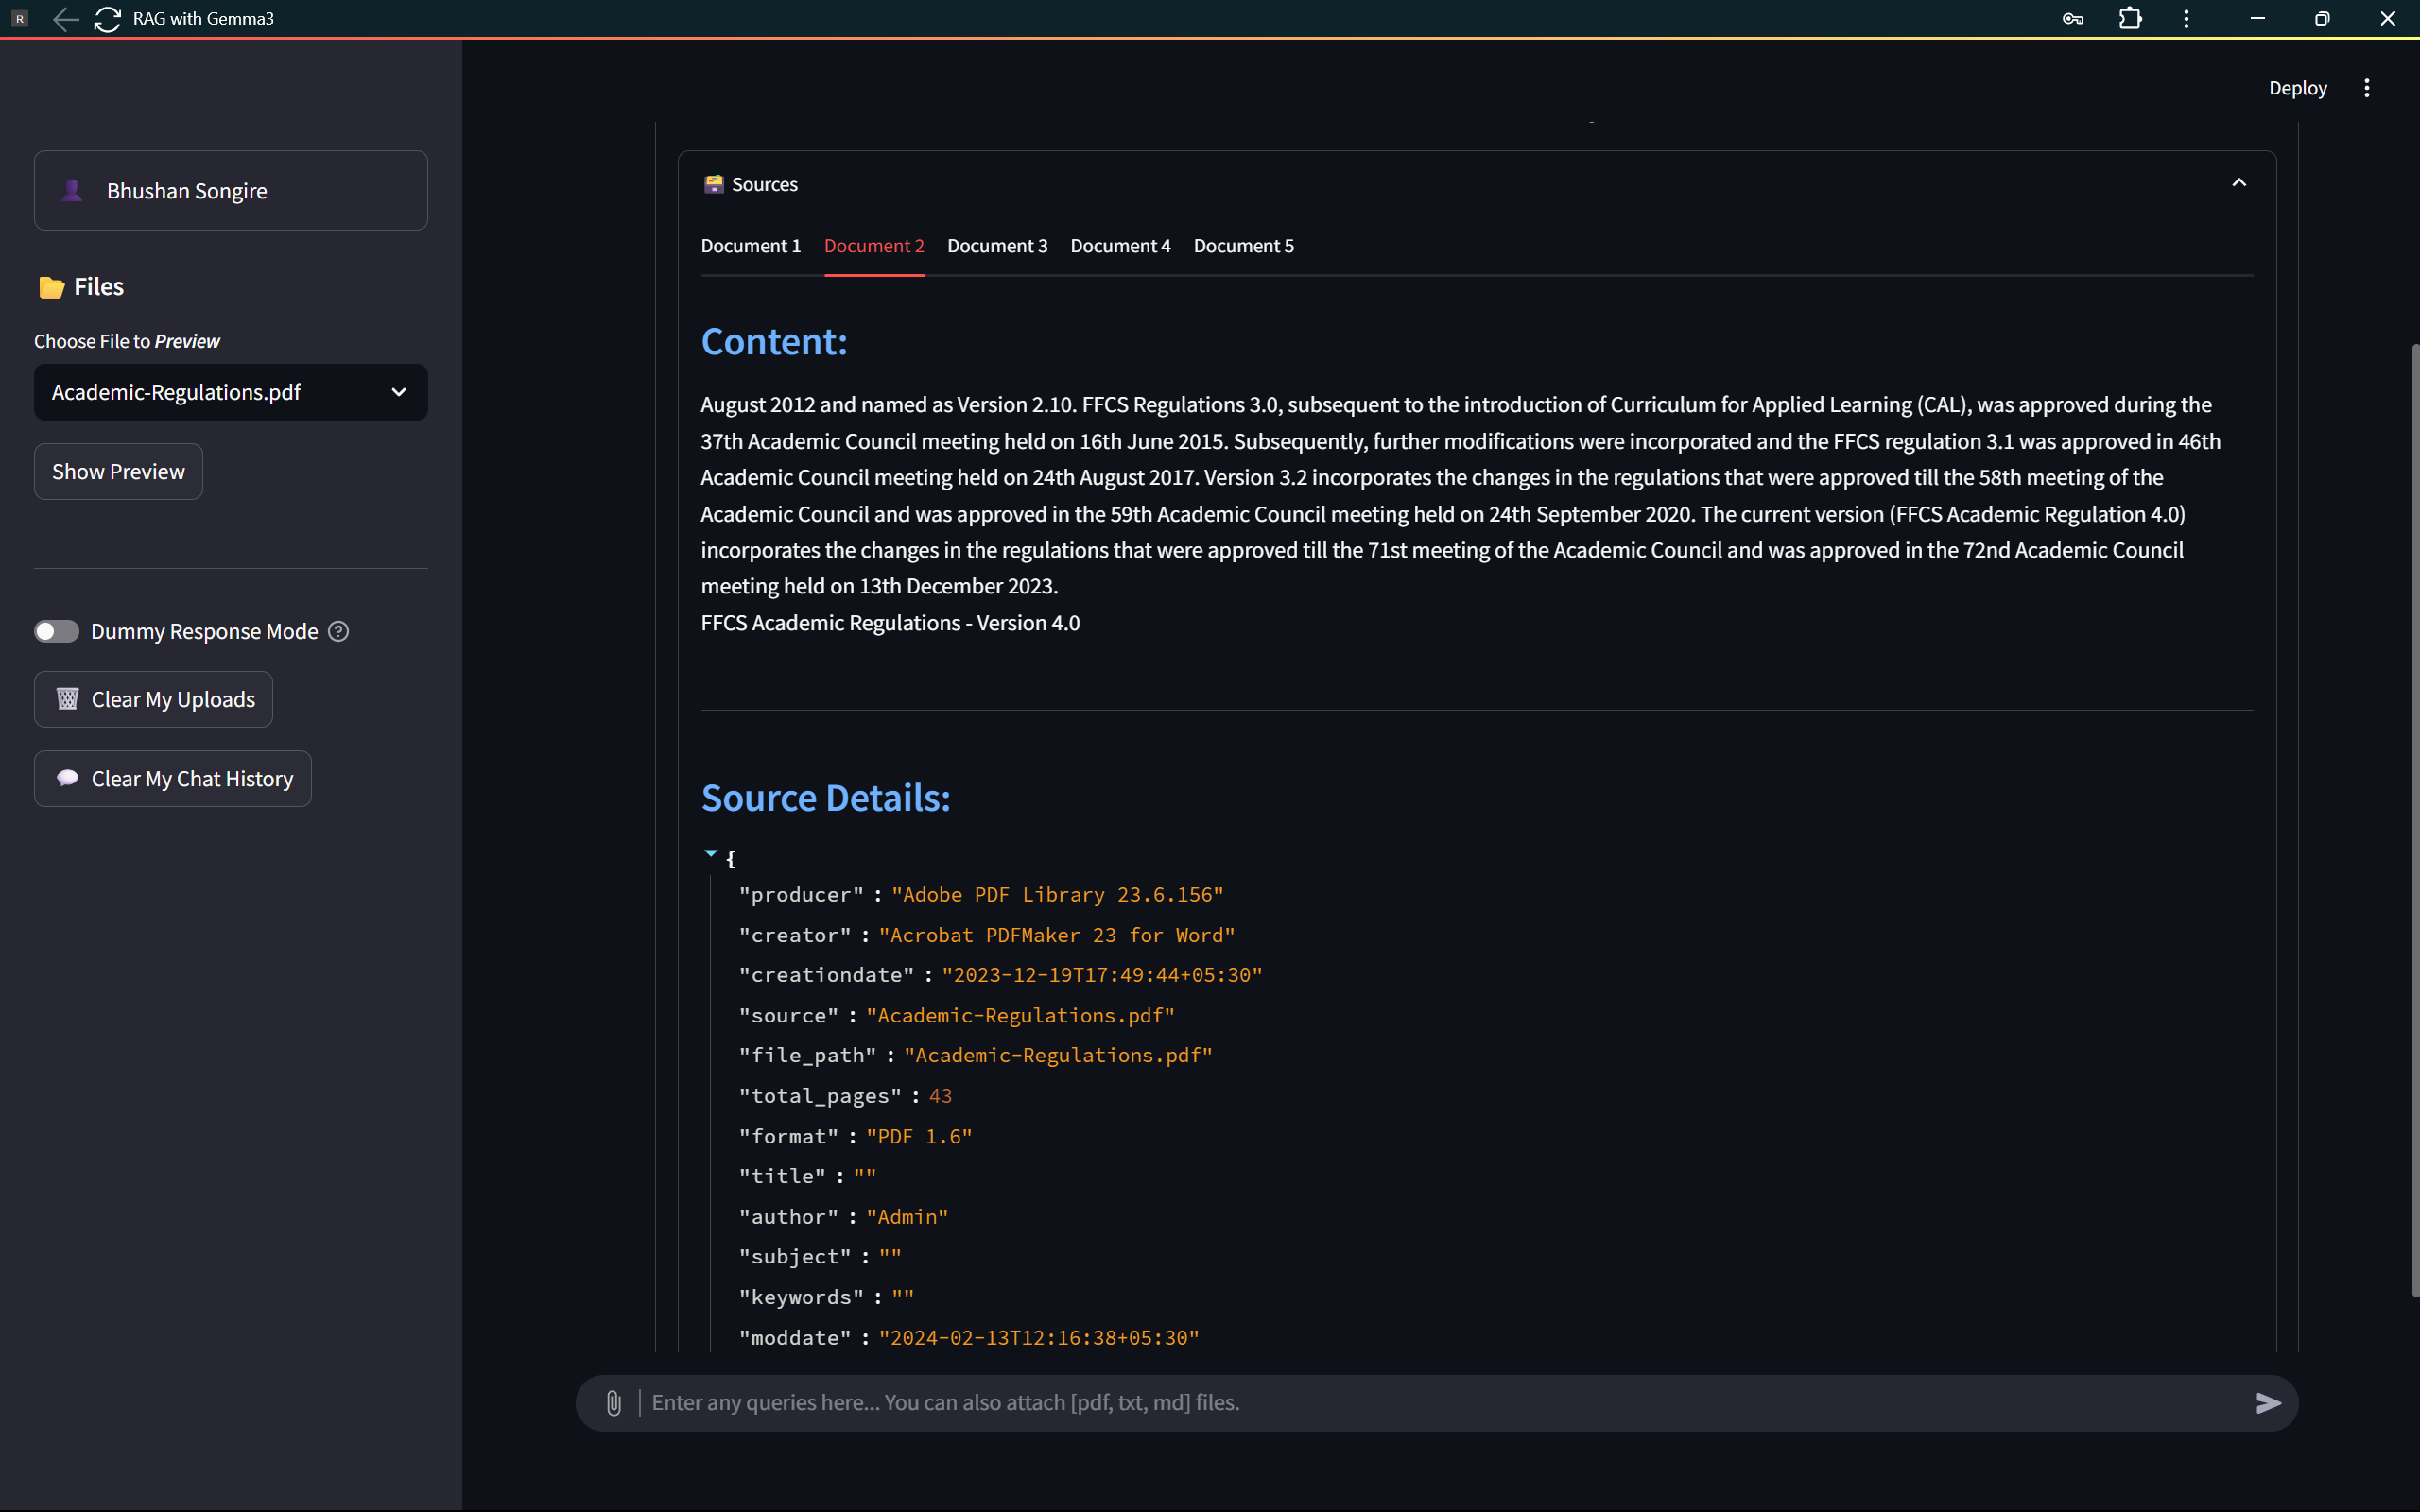 R
RAG with Gemma3
Deploy
Bhushan Songire
Files
Choose File to Preview
Academic-Regulations.pdf
Show Preview
Dummy Response Mode
Clear My Uploads
Clear My Chat History
Sources
Document 1 Document 2 Document 3 Document 4 Document 5
Content:
August 2012 and named as Version 2.10. FFCS Regulations 3.0, subsequent to the introduction of Curriculum for Applied Learning (CAL), was approved during the
37th Academic Council meeting held on 16th June 2015. Subsequently, further modifications were incorporated and the FFCS regulation 3.1 was approved in 46th
Academic Council meeting held on 24th August 2017. Version 3.2 incorporates the changes in the regulations that were approved till the 58th meeting of the
Academic Council and was approved in the 59th Academic Council meeting held on 24th September 2020. The current version (FFCS Academic Regulation 4.0)
incorporates the changes in the regulations that were approved till the 71st meeting of the Academic Council and was approved in the 72nd Academic Council
meeting held on 13th December 2023.
FFCS Academic Regulations - Version 4.0
Source Details:
{
"producer" : "Adobe PDF Library 23.6.156"
"creator" : "Acrobat PDFMaker 23 for Word"
"creationdate" : "2023-12-19T17:49:44+05:30"
"source" : "Academic-Regulations.pdf"
"file_path" : "Academic-Regulations.pdf"
"total_pages" : 43
"format" : "PDF 1.6"
"title" : ""
"author" : "Admin"
"subject" : ""
"keywords" : ""
"moddate" : "2024-02-13T12:16:38+05:30"
Enter any queries here... You can also attach [pdf, txt, md] files.